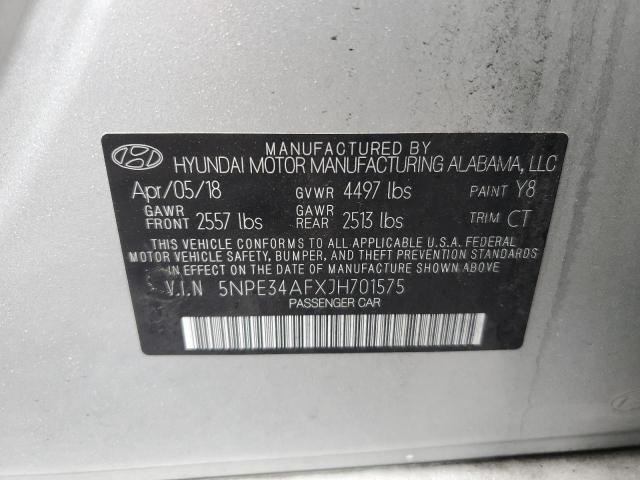 MANUFACTURED BY
HYUNDAI MOTOR MANUFACTURING ALABAMA, LLC
Apr/05/18 GVWR 4497 lbs PAINT Y8
GAWR FRONT 2557 lbs GAWR REAR 2513 lbs TRIM CT
THIS VEHICLE CONFORMS TO ALL APPLICABLE U.S.A. FEDERAL
MOTOR VEHICLE SAFETY, BUMPER, AND THEFT PREVENTION STANDARDS
IN EFFECT ON THE DATE OF MANUFACTURE SHOWN ABOVE.
V.I.N 5NPE34AFXJH701575
PASSENGER CAR